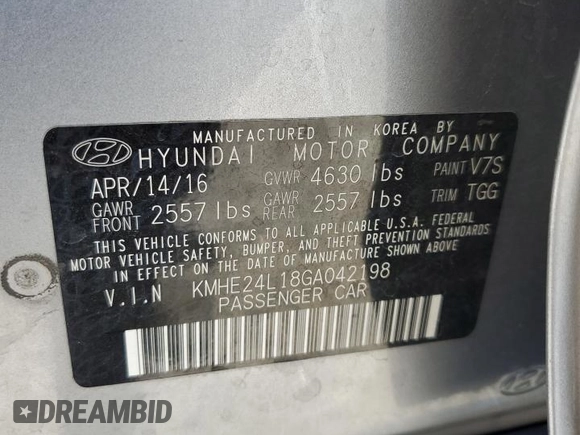 MANUFACTURED IN KOREA BY
HYUNDAI MOTOR COMPANY
APR/14/16 GVWR 4630 lbs PAINT V7S
GAWR FRONT 2557 lbs GAWR REAR 2557 lbs TRIM TGG
THIS VEHICLE CONFORMS TO ALL APPLICABLE U.S.A. FEDERAL
MOTOR VEHICLE SAFETY, BUMPER, AND THEFT PREVENTION STANDARDS
IN EFFECT ON THE DATE OF MANUFACTURE SHOWN ABOVE.
V.I.N KMHE24L18GA042198
PASSENGER CAR
DREAMBID